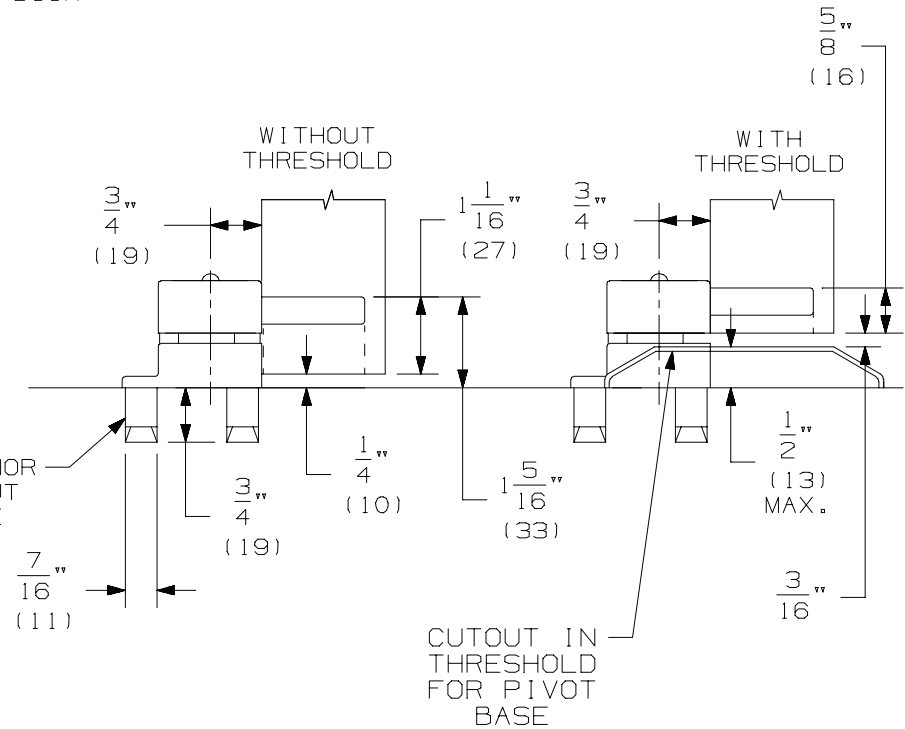 5/8"
(16)
WITHOUT
THRESHOLD
WITH
THRESHOLD
3/4"
(19)
1 1/16"
(27)
3/4"
(19)
1/4"
(10)
1 5/16"
(33)
1/2"
(13)
MAX.
3/4"
(19)
7/16"
(11)
3/16"
CUTOUT IN
THRESHOLD
FOR PIVOT
BASE